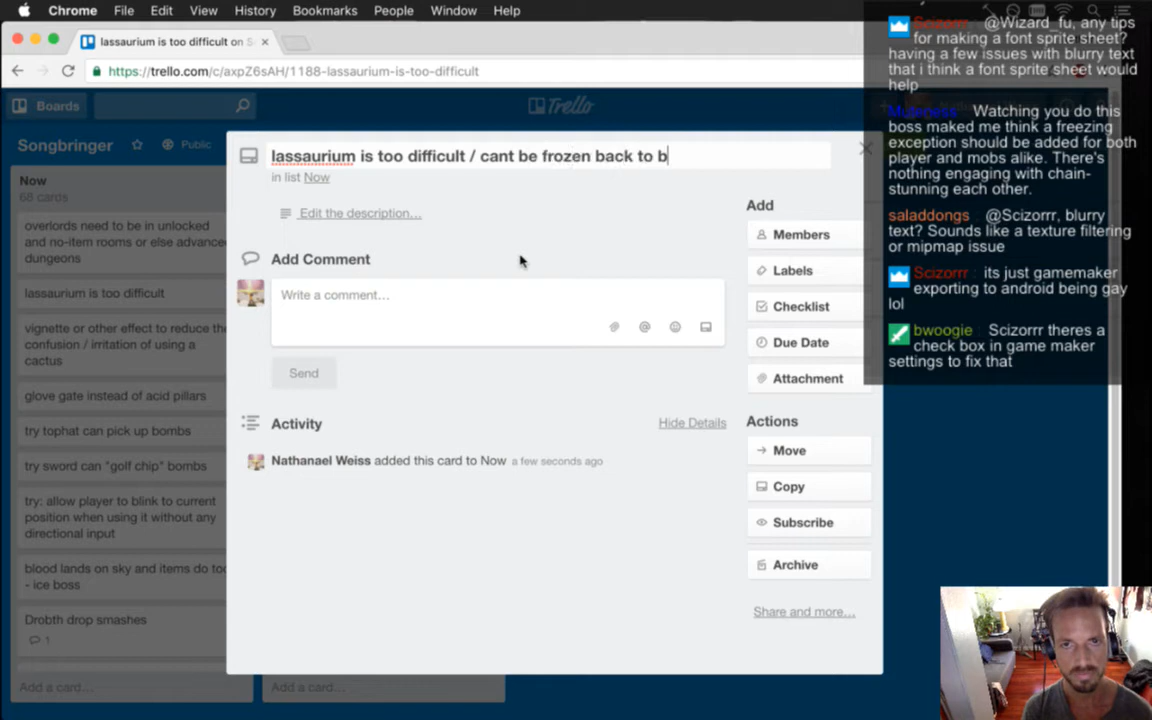 Chrome File Edit View History Bookmarks People Window Help
lassaurium is too difficult on S
https://trello.com/c/axpZ6sAH/1188-lassaurium-is-too-difficult
Boards
Trello
Songbringer
Public
Now
68 cards
overlords need to be in unlocked
and no-item rooms or else advance
dungeons
lassaurium is too difficult
vignette or other effect to reduce the
confusion / irritation of using a
cactus
glove gate instead of acid pillars
try tophat can pick up bombs
try sword can "golf chip" bombs
try: allow player to blink to current
position when using it without any
directional input
blood lands on sky and items do too
- ice boss
Drobth drop smashes
1
Add a card...
Add a card...
lassaurium is too difficult / cant be frozen back to b
in list Now
Edit the description...
Add Comment
Write a comment...
Send
Activity
Hide Details
Nathanael Weiss added this card to Now a few seconds ago
Add
Members
Labels
Checklist
Due Date
Attachment
Actions
Move
Copy
Subscribe
Archive
Share and more...
Scizorrr @Wizard_fu, any tips
for making a font sprite sheet?
having a few issues with blurry text
that i think a font sprite sheet would
help
Watching you do this
boss maked me think a freezing
exception should be added for both
player and mobs alike. There's
nothing engaging with chain-
stunning each other.
saladdongs @Scizorrr, blurry
text? Sounds like a texture filtering
or mipmap issue
Scizorrr : its just gamemaker
exporting to android being gay
lol
bwoogie : Scizorrr theres a
check box in game maker
settings to fix that